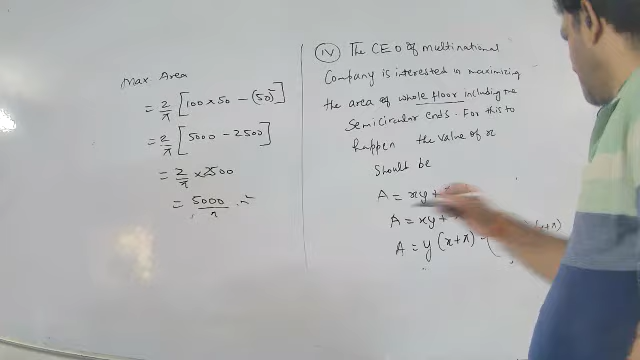 Max. Area
= 2/π [100×50 − (50)²]
= 2/π [5000 − 2500]
= 2/π × 2500
= 5000/π m²
(iv) The CEO of multinational
Company is interested in maximizing
the area of whole floor including the
Semicircular ends. For this to
happen the value of x
Should be
A = xy +
A = xy +
A = y (x+π)